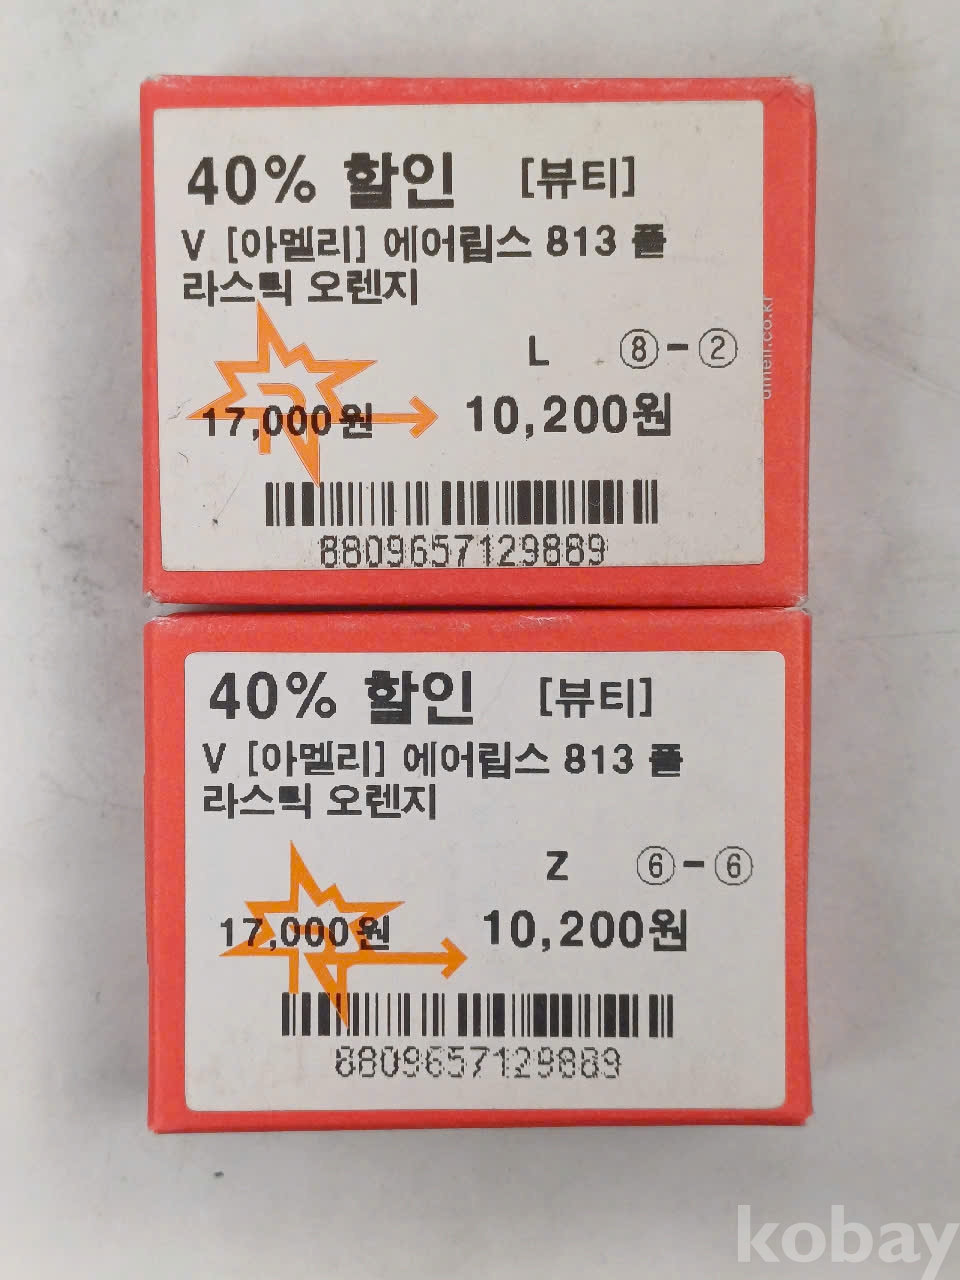 40% 할인 [뷰티]
V [아멜리] 에어립스 813 플
라스틱 오렌지
L ⑧-②
17,000원 10,200원
8809657129889
ameli.co.kr
40% 할인 [뷰티]
V [아멜리] 에어립스 813 플
라스틱 오렌지
Z ⑥-⑥
17,000원 10,200원
8809657129889
kobay